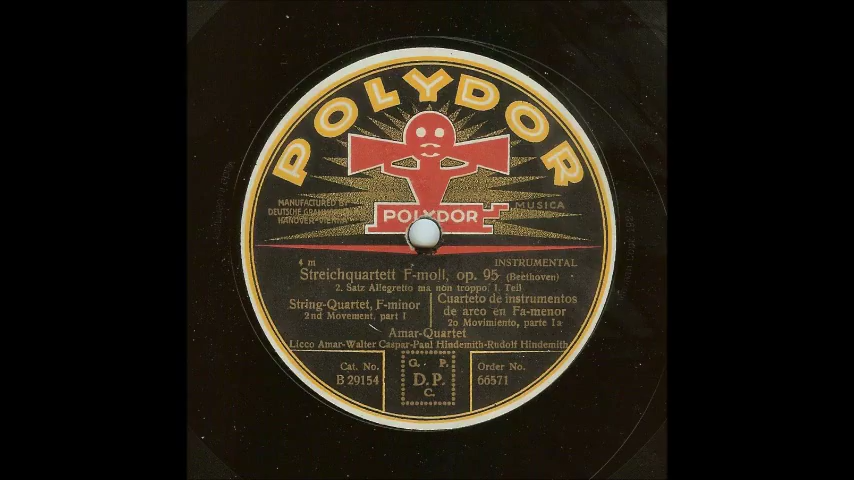 POLYDOR
MANUFACTURED BY
DEUTSCHE
HANOVER-VIENNA
MUSICA
POLYDOR
4 m
INSTRUMENTAL
Streichquartett F-moll, op. 95 (Beethoven)
2. Satz Allegretto ma non troppo, 1. Teil
String-Quartet, F-minor
2nd Movement, part I
Cuarteto de instrumentos
de arco en Fa-menor
2o Movimiento, parte 1a
Amar-Quartet
Licco Amar-Walter Caspar-Paul Hindemith-Rudolf Hindemith
Cat. No.
B 29154
G. P.
D.P.
C.
Order No.
66571